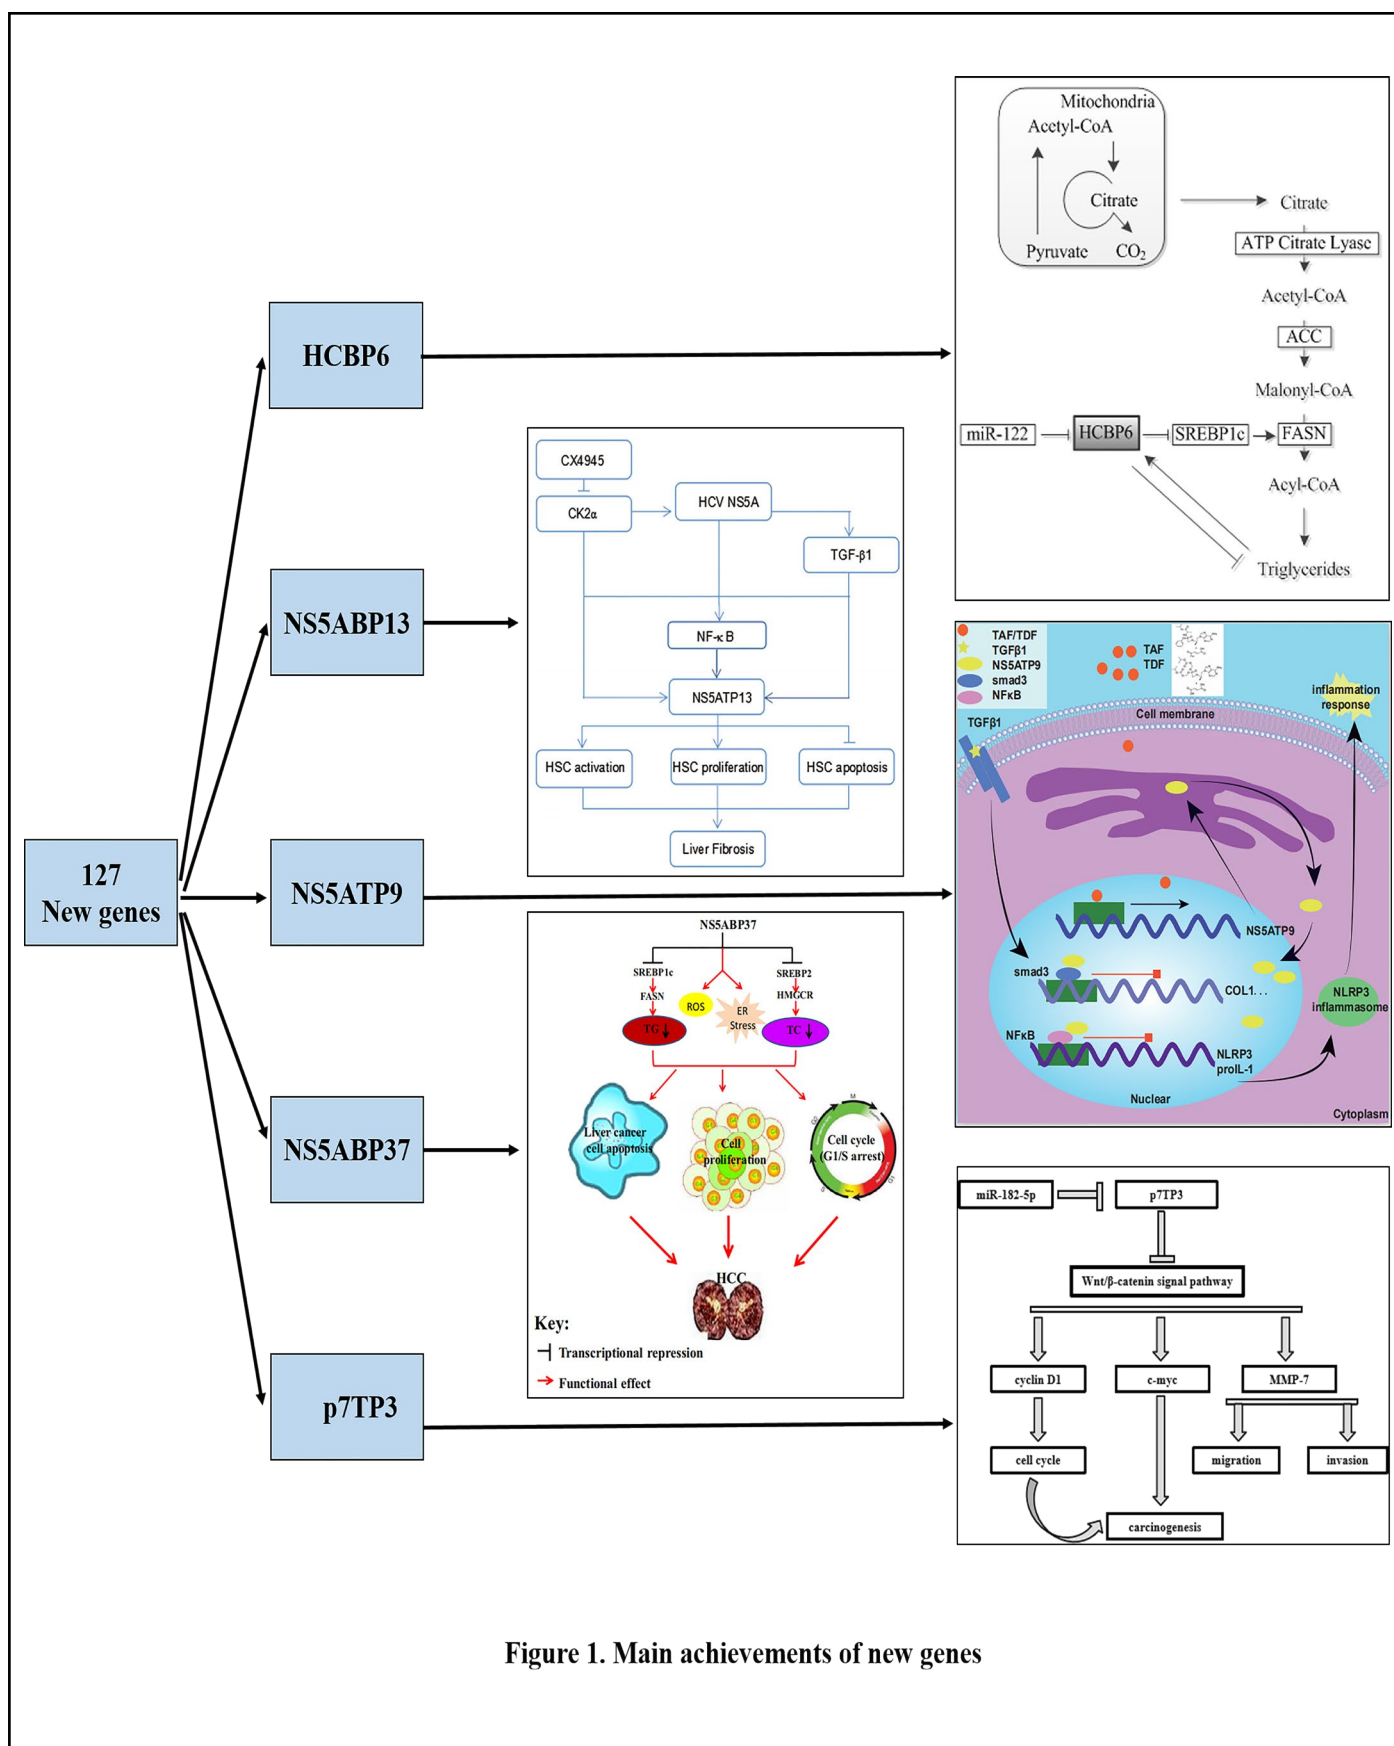 127
New genes
HCBP6
NS5ABP13
NS5ATP9
NS5ABP37
p7TP3
Mitochondria
Acetyl-CoA
Citrate
Pyruvate
CO2
Citrate
ATP Citrate Lyase
Acetyl-CoA
ACC
Malonyl-CoA
miR-122
HCBP6
SREBP1c
FASN
Acyl-CoA
Triglycerides
CX4945
CK2α
HCV NS5A
TGF-β1
NF-κ B
NS5ATP13
HSC activation
HSC proliferation
HSC apoptosis
Liver Fibrosis
TAF/TDF
TGFβ1
NS5ATP9
smad3
NFκB
TAF
TDF
inflammation
response
Cell membrane
TGFβ1
NS5ATP9
smad3
COL1...
NFκB
NLRP3
proIL-1
NLRP3
inflammasome
Nuclear
Cytoplasm
NS5ABP37
SREBP1c
SREBP2
FASN
HMGCR
ROS
ER
Stress
TG
TC
Liver cancer
cell apoptosis
Cell
proliferation
Cell cycle
(G1/S arrest)
M
G1
HCC
Key:
Transcriptional repression
Functional effect
miR-182-5p
p7TP3
Wnt/β-catenin signal pathway
cyclin D1
c-myc
MMP-7
cell cycle
migration
invasion
carcinogenesis
Figure 1. Main achievements of new genes